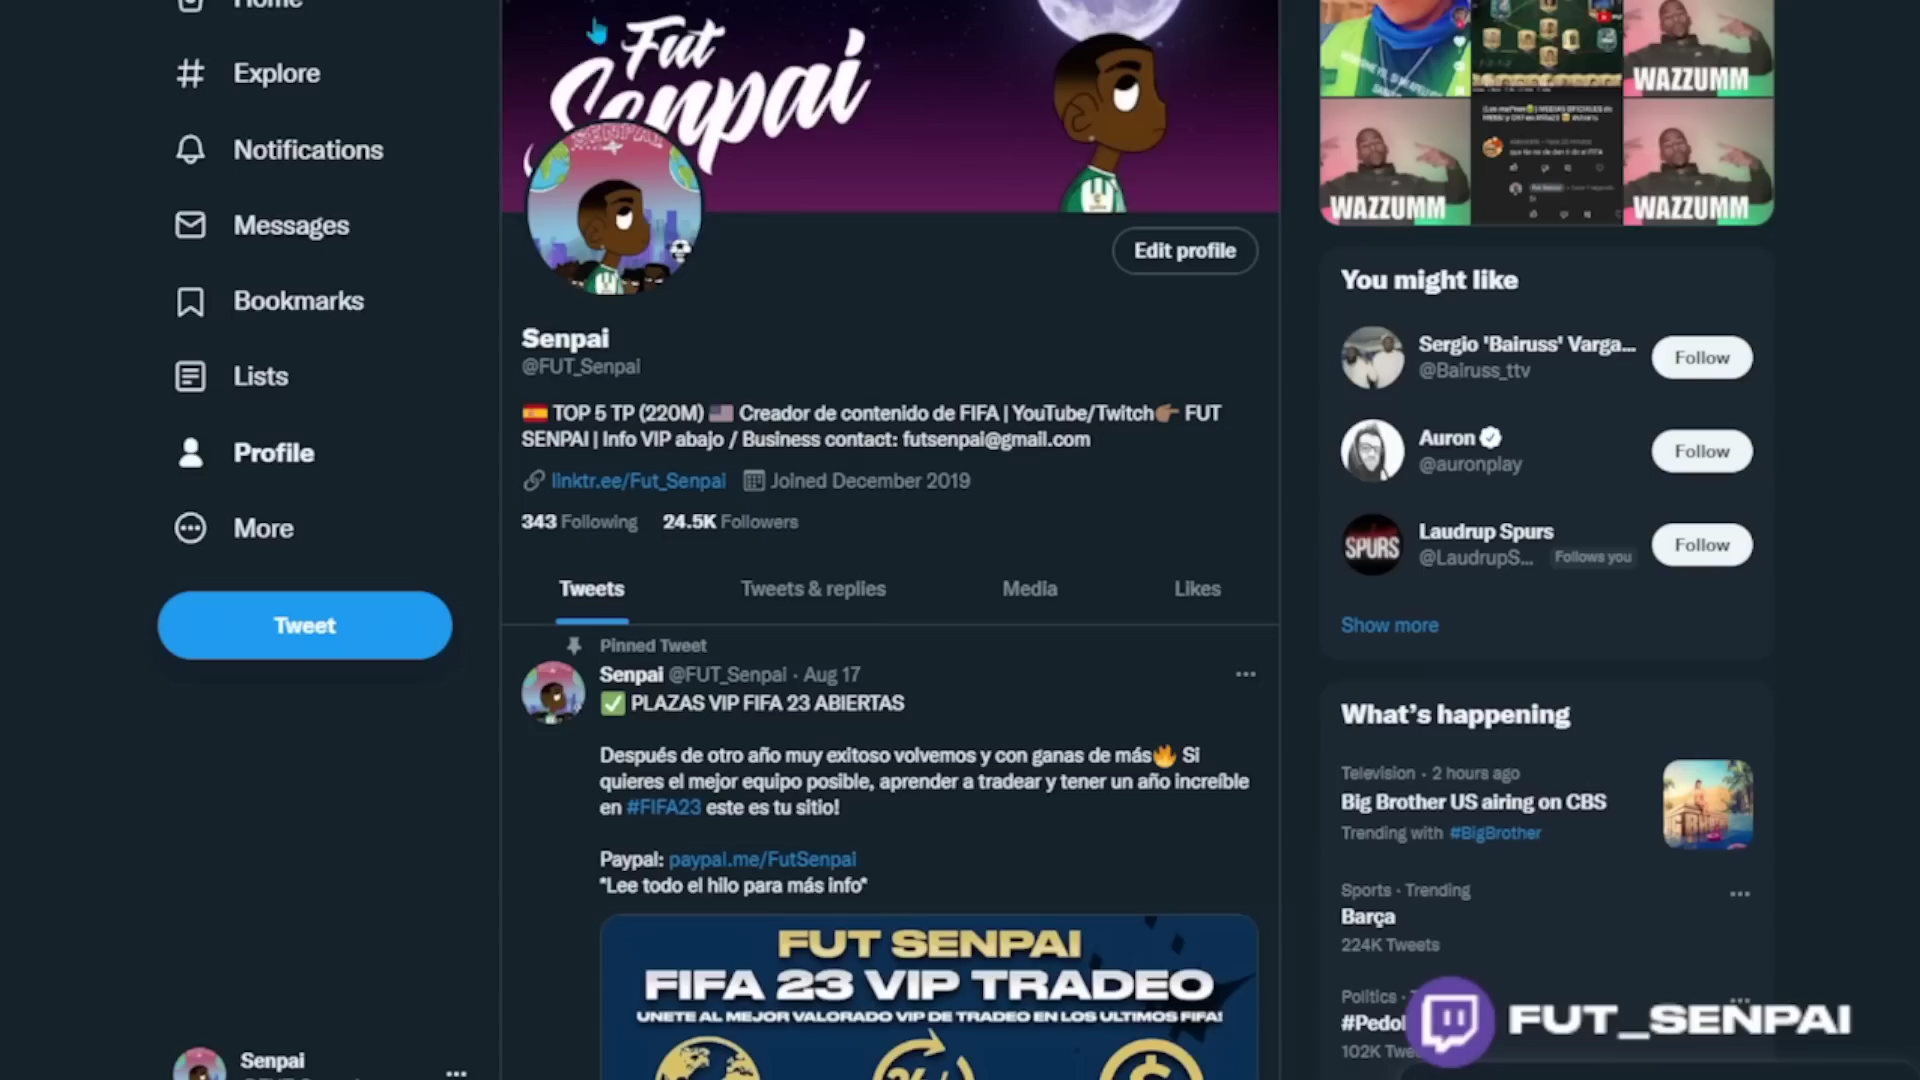 Home
Explore
Notifications
Messages
Bookmarks
Lists
Profile
More
Tweet
Senpai
Fut
Senpai
SENPAI
Edit profile
Senpai
@FUT_Senpai
TOP 5 TP (220M) Creador de contenido de FIFA | YouTube/Twitch FUT
SENPAI | Info VIP abajo / Business contact: futsenpai@gmail.com
linktr.ee/Fut_Senpai Joined December 2019
343 Following 24.5K Followers
Tweets Tweets & replies Media Likes
Pinned Tweet
Senpai @FUT_Senpai · Aug 17
✅ PLAZAS VIP FIFA 23 ABIERTAS
Después de otro año muy exitoso volvemos y con ganas de más🔥 Si
quieres el mejor equipo posible, aprender a tradear y tener un año increíble
en #FIFA23 este es tu sitio!
Paypal: paypal.me/FutSenpai
*Lee todo el hilo para más info*
FUT SENPAI
FIFA 23 VIP TRADEO
UNETE AL MEJOR VALORADO VIP DE TRADEO EN LOS ULTIMOS FIFA!
WAZZUMM
WAZZUMM
WAZZUMM
You might like
Sergio 'Bairuss' Varga...
@Bairuss_ttv
Follow
Auron
@auronplay
Follow
Laudrup Spurs
@LaudrupS... Follows you
Follow
SPURS
Show more
What's happening
Television · 2 hours ago
Big Brother US airing on CBS
Trending with #BigBrother
Sports · Trending
Barça
224K Tweets
Politics ·
#Pedol
102K Twe
FUT_SENPAI